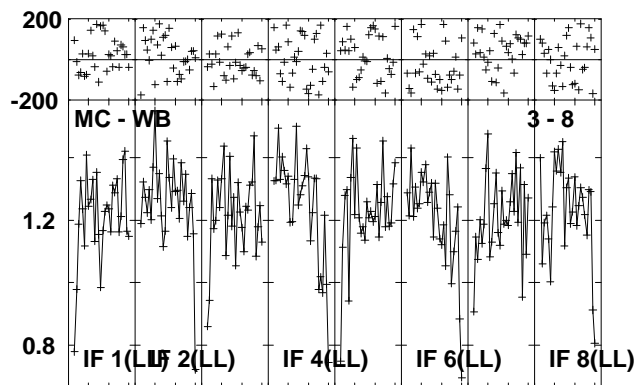 200
-200
MC - WB 3 - 8
1.2
0.8
IF 1(LL) IF 2(LL) IF 4(LL) IF 6(LL) IF 8(LL)